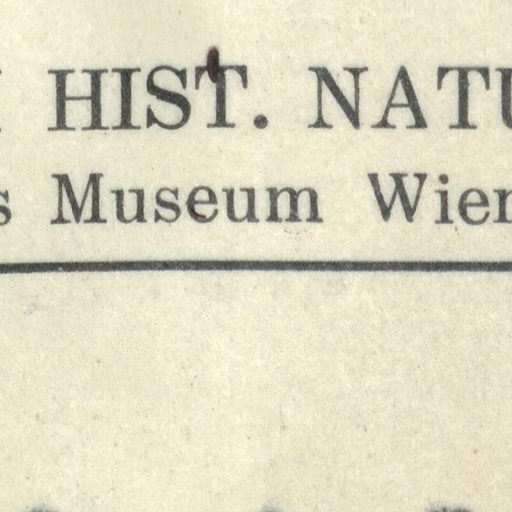 HIST. NATU
s Museum Wien